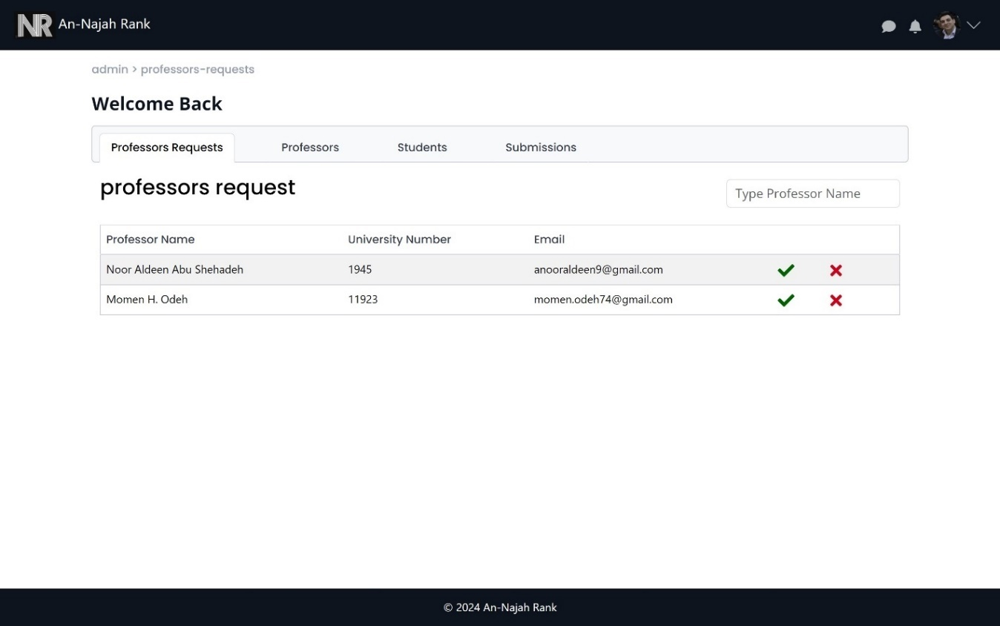 NR An-Najah Rank
admin > professors-requests
Welcome Back
Professors Requests Professors Students Submissions
professors request
Type Professor Name
Professor Name University Number Email
Noor Aldeen Abu Shehadeh 1945 anooraldeen9@gmail.com
Momen H. Odeh 11923 momen.odeh74@gmail.com
© 2024 An-Najah Rank